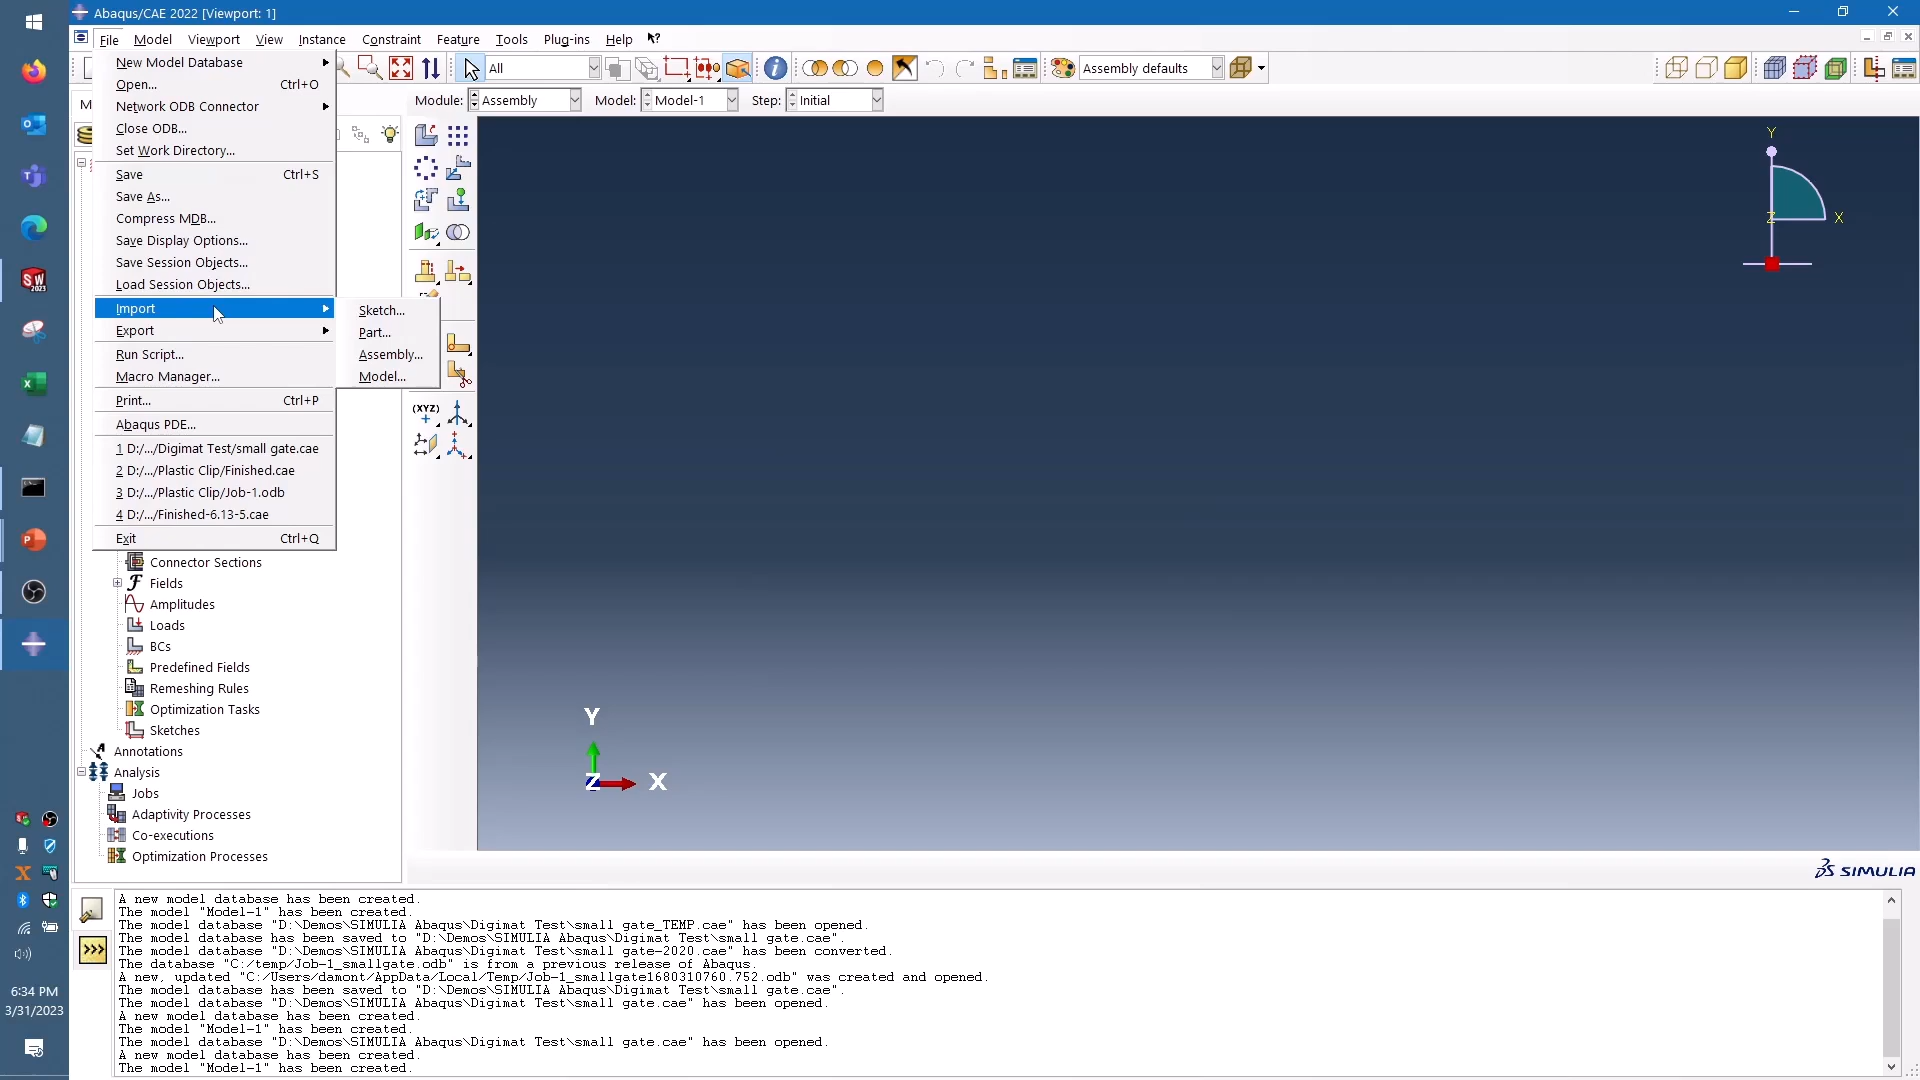 Abaqus/CAE 2022 [Viewport: 1]
File Model Viewport View Instance Constraint Feature Tools Plug-ins Help
All
Assembly defaults
Module: Assembly Model: Model-1 Step: Initial
New Model Database
Open... Ctrl+O
Network ODB Connector
Close ODB...
Set Work Directory...
Save Ctrl+S
Save As...
Compress MDB...
Save Display Options...
Save Session Objects...
Load Session Objects...
Import
Export
Run Script...
Macro Manager...
Print... Ctrl+P
Abaqus PDE...
1 D:/.../Digimat Test/small gate.cae
2 D:/.../Plastic Clip/Finished.cae
3 D:/.../Plastic Clip/Job-1.odb
4 D:/.../Finished-6.13-5.cae
Exit Ctrl+Q
Sketch...
Part...
Assembly...
Model...
M
(XYZ)
Connector Sections
Fields
Amplitudes
Loads
BCs
Predefined Fields
Remeshing Rules
Optimization Tasks
Sketches
Annotations
Analysis
Jobs
Adaptivity Processes
Co-executions
Optimization Processes
Y
Z X
Y
Z X
SIMULIA
A new model database has been created.
The model "Model-1" has been created.
The model database "D:\Demos\SIMULIA Abaqus\Digimat Test\small gate_TEMP.cae" has been opened.
The model database has been saved to "D:\Demos\SIMULIA Abaqus\Digimat Test\small gate.cae".
The model database "D:\Demos\SIMULIA Abaqus\Digimat Test\small gate-2020.cae" has been converted.
The database "C:/temp/Job-1_smallgate.odb" is from a previous release of Abaqus.
A new, updated "C:/Users/damont/AppData/Local/Temp/Job-1_smallgate1680310760.752.odb" was created and opened.
The model database has been saved to "D:\Demos\SIMULIA Abaqus\Digimat Test\small gate.cae".
The model database "D:\Demos\SIMULIA Abaqus\Digimat Test\small gate.cae" has been opened.
A new model database has been created.
The model "Model-1" has been created.
The model database "D:\Demos\SIMULIA Abaqus\Digimat Test\small gate.cae" has been opened.
A new model database has been created.
The model "Model-1" has been created.
SW
2023
6:34 PM
3/31/2023